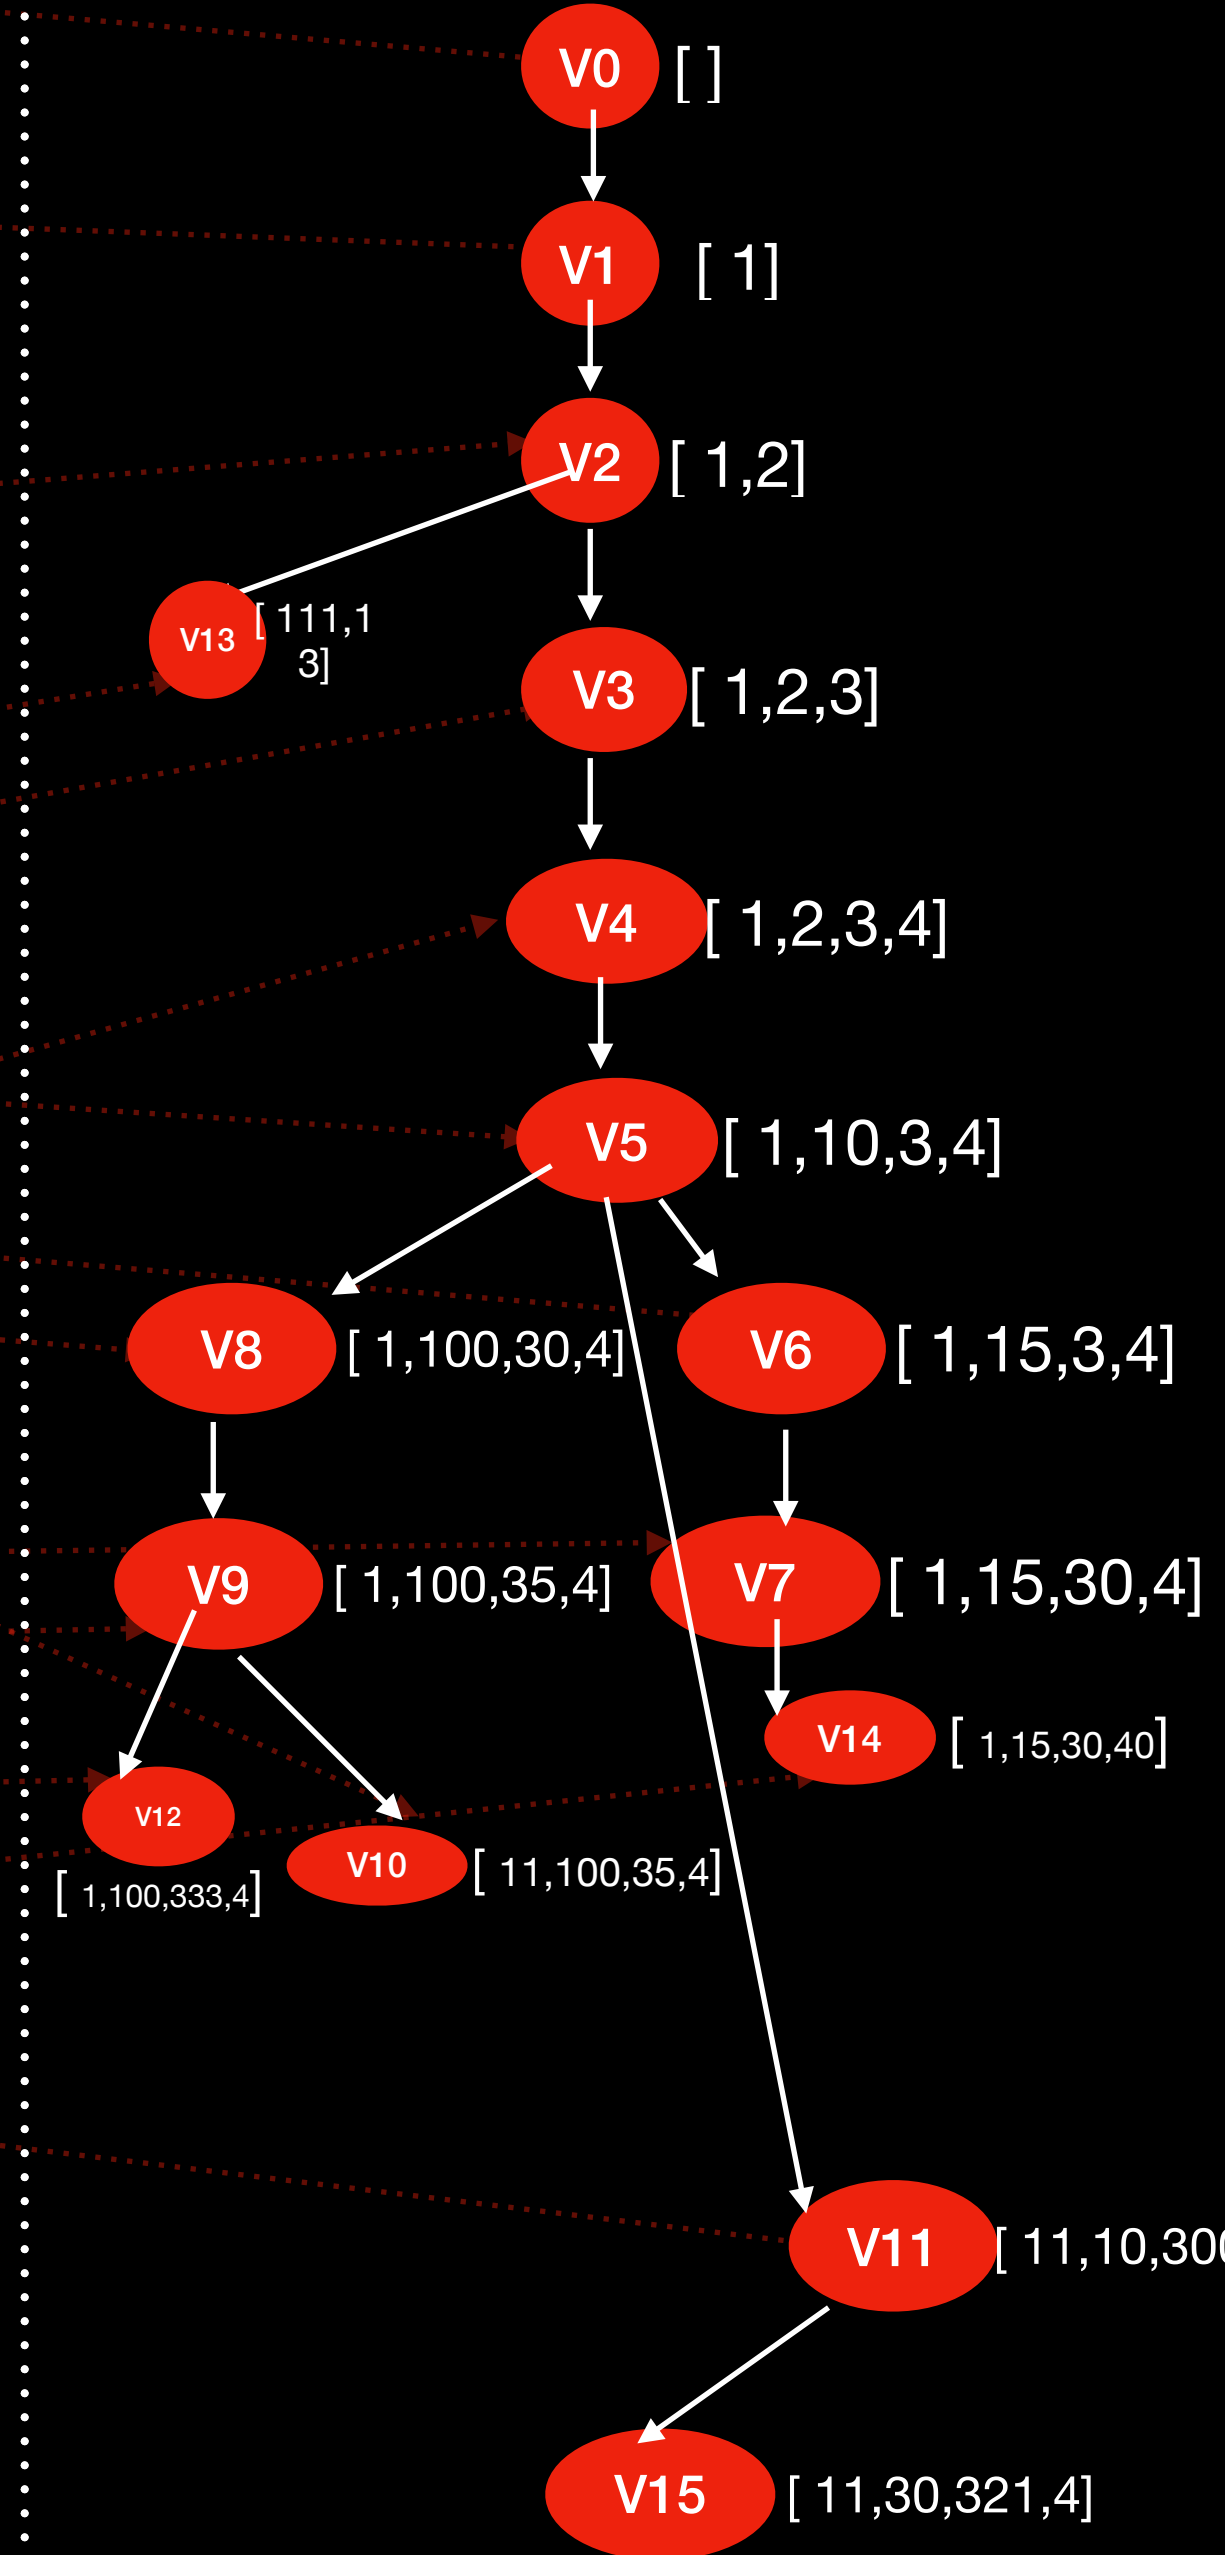 V0 [ ]
V1 [ 1]
V2 [ 1,2]
V13 [ 111,1
3]
V3 [ 1,2,3]
V4 [ 1,2,3,4]
V5 [ 1,10,3,4]
V8 [ 1,100,30,4] V6 [ 1,15,3,4]
V9 [ 1,100,35,4] V7 [ 1,15,30,4]
V14 [ 1,15,30,40]
V12
V10 [ 11,100,35,4]
[ 1,100,333,4]
V11 [ 11,10,300
V15 [ 11,30,321,4]